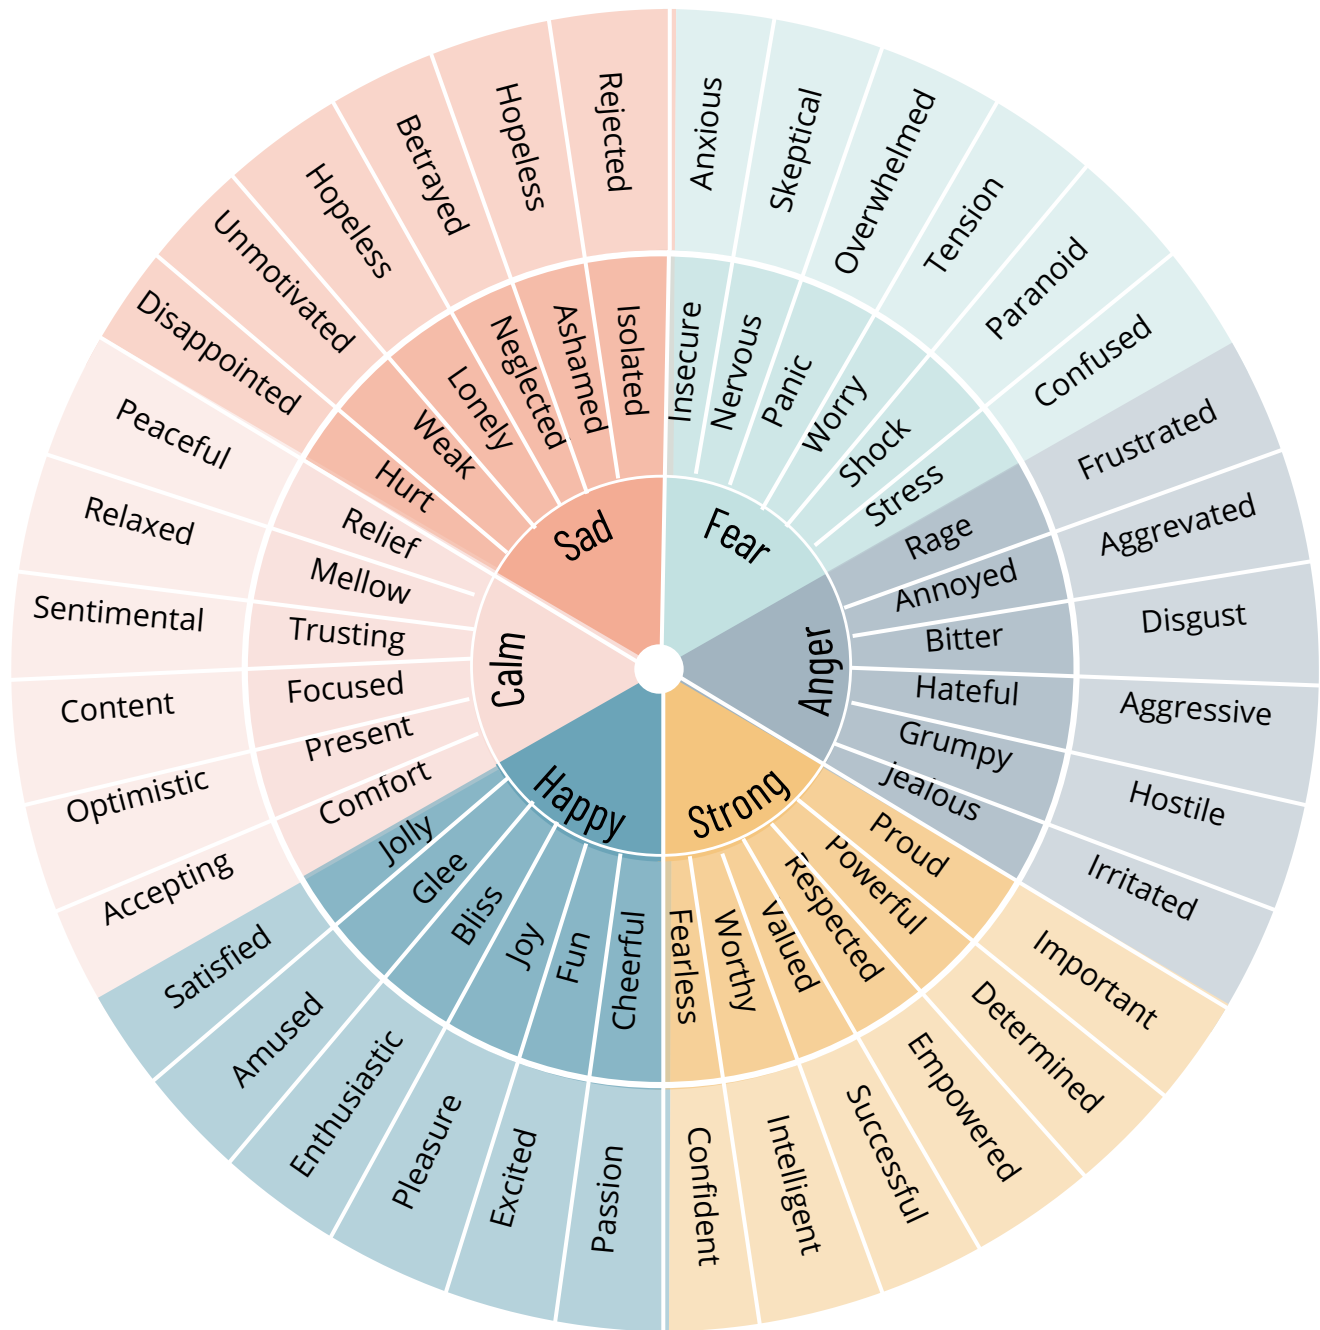 Sad
Fear
Anger
Strong
Happy
Calm
Isolated
Ashamed
Neglected
Lonely
Weak
Hurt
Rejected
Hopeless
Betrayed
Hopeless
Unmotivated
Disappointed
Insecure
Nervous
Panic
Worry
Shock
Stress
Anxious
Skeptical
Overwhelmed
Tension
Paranoid
Confused
Rage
Annoyed
Bitter
Hateful
Grumpy
jealous
Frustrated
Aggrevated
Disgust
Aggressive
Hostile
Irritated
Proud
Powerful
Respected
Valued
Worthy
Fearless
Important
Determined
Empowered
Successful
Intelligent
Confident
Cheerful
Fun
Joy
Bliss
Glee
Jolly
Passion
Excited
Pleasure
Enthusiastic
Amused
Satisfied
Comfort
Present
Focused
Trusting
Mellow
Relief
Accepting
Optimistic
Content
Sentimental
Relaxed
Peaceful